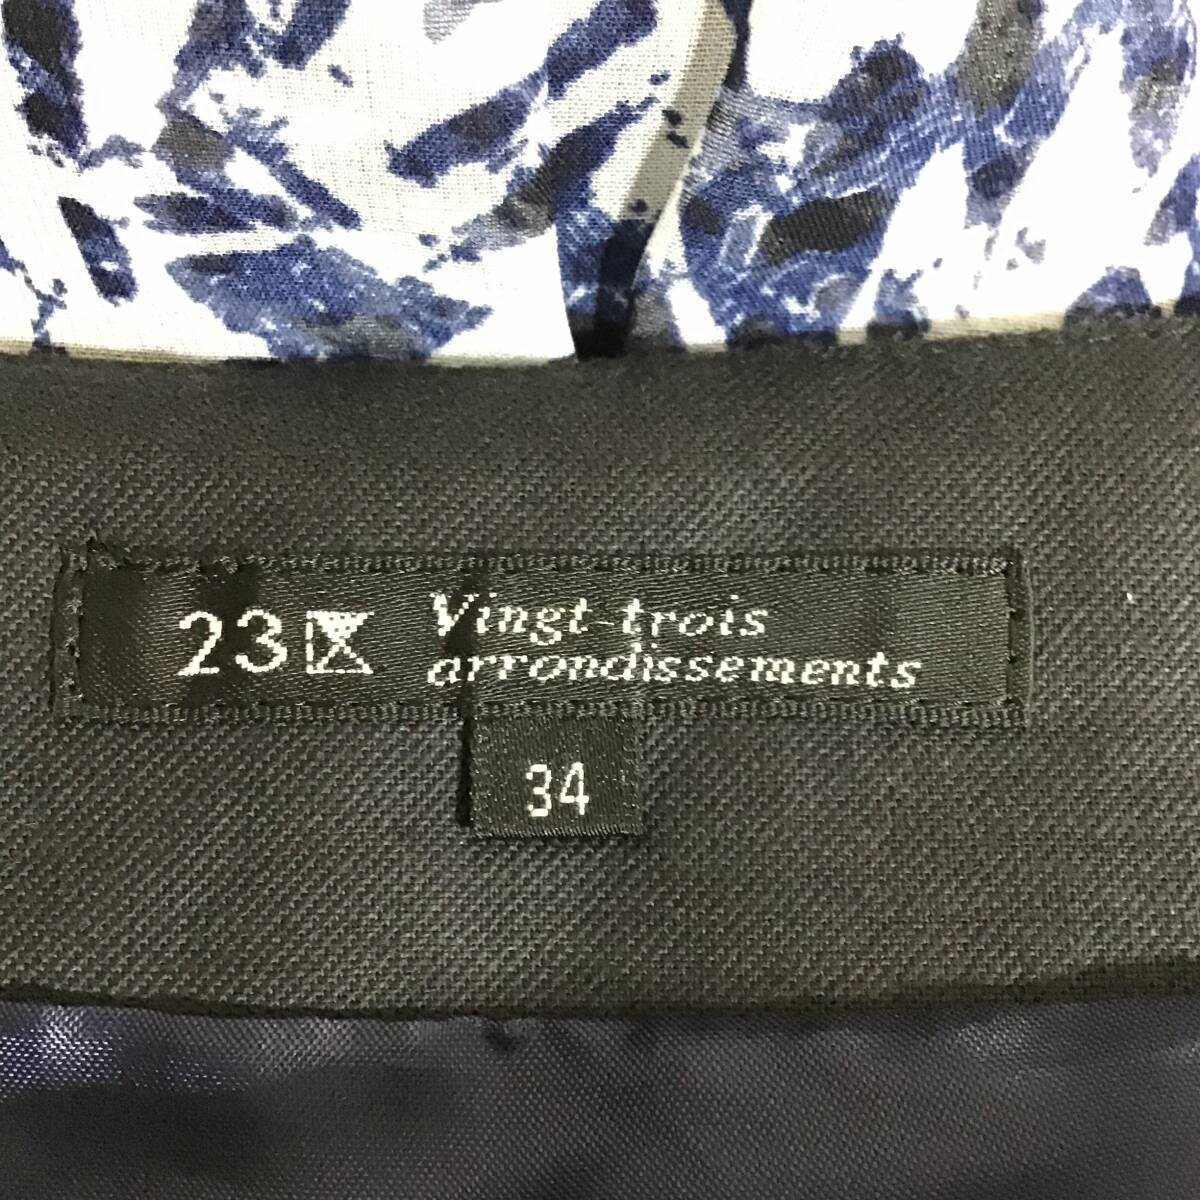 23区 Vingt-trois
arrondissements
34